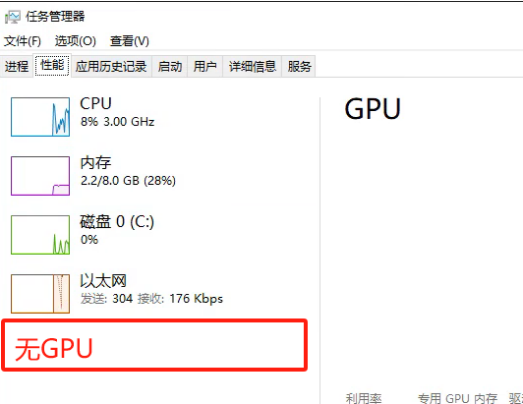 任务管理器
文件(F) 选项(O) 查看(V)
进程 性能 应用历史记录 启动 用户 详细信息 服务
CPU
8% 3.00 GHz
GPU
内存
2.2/8.0 GB (28%)
磁盘 0 (C:)
0%
以太网
发送: 304 接收: 176 Kbps
无GPU
利用率 专用 GPU 内存